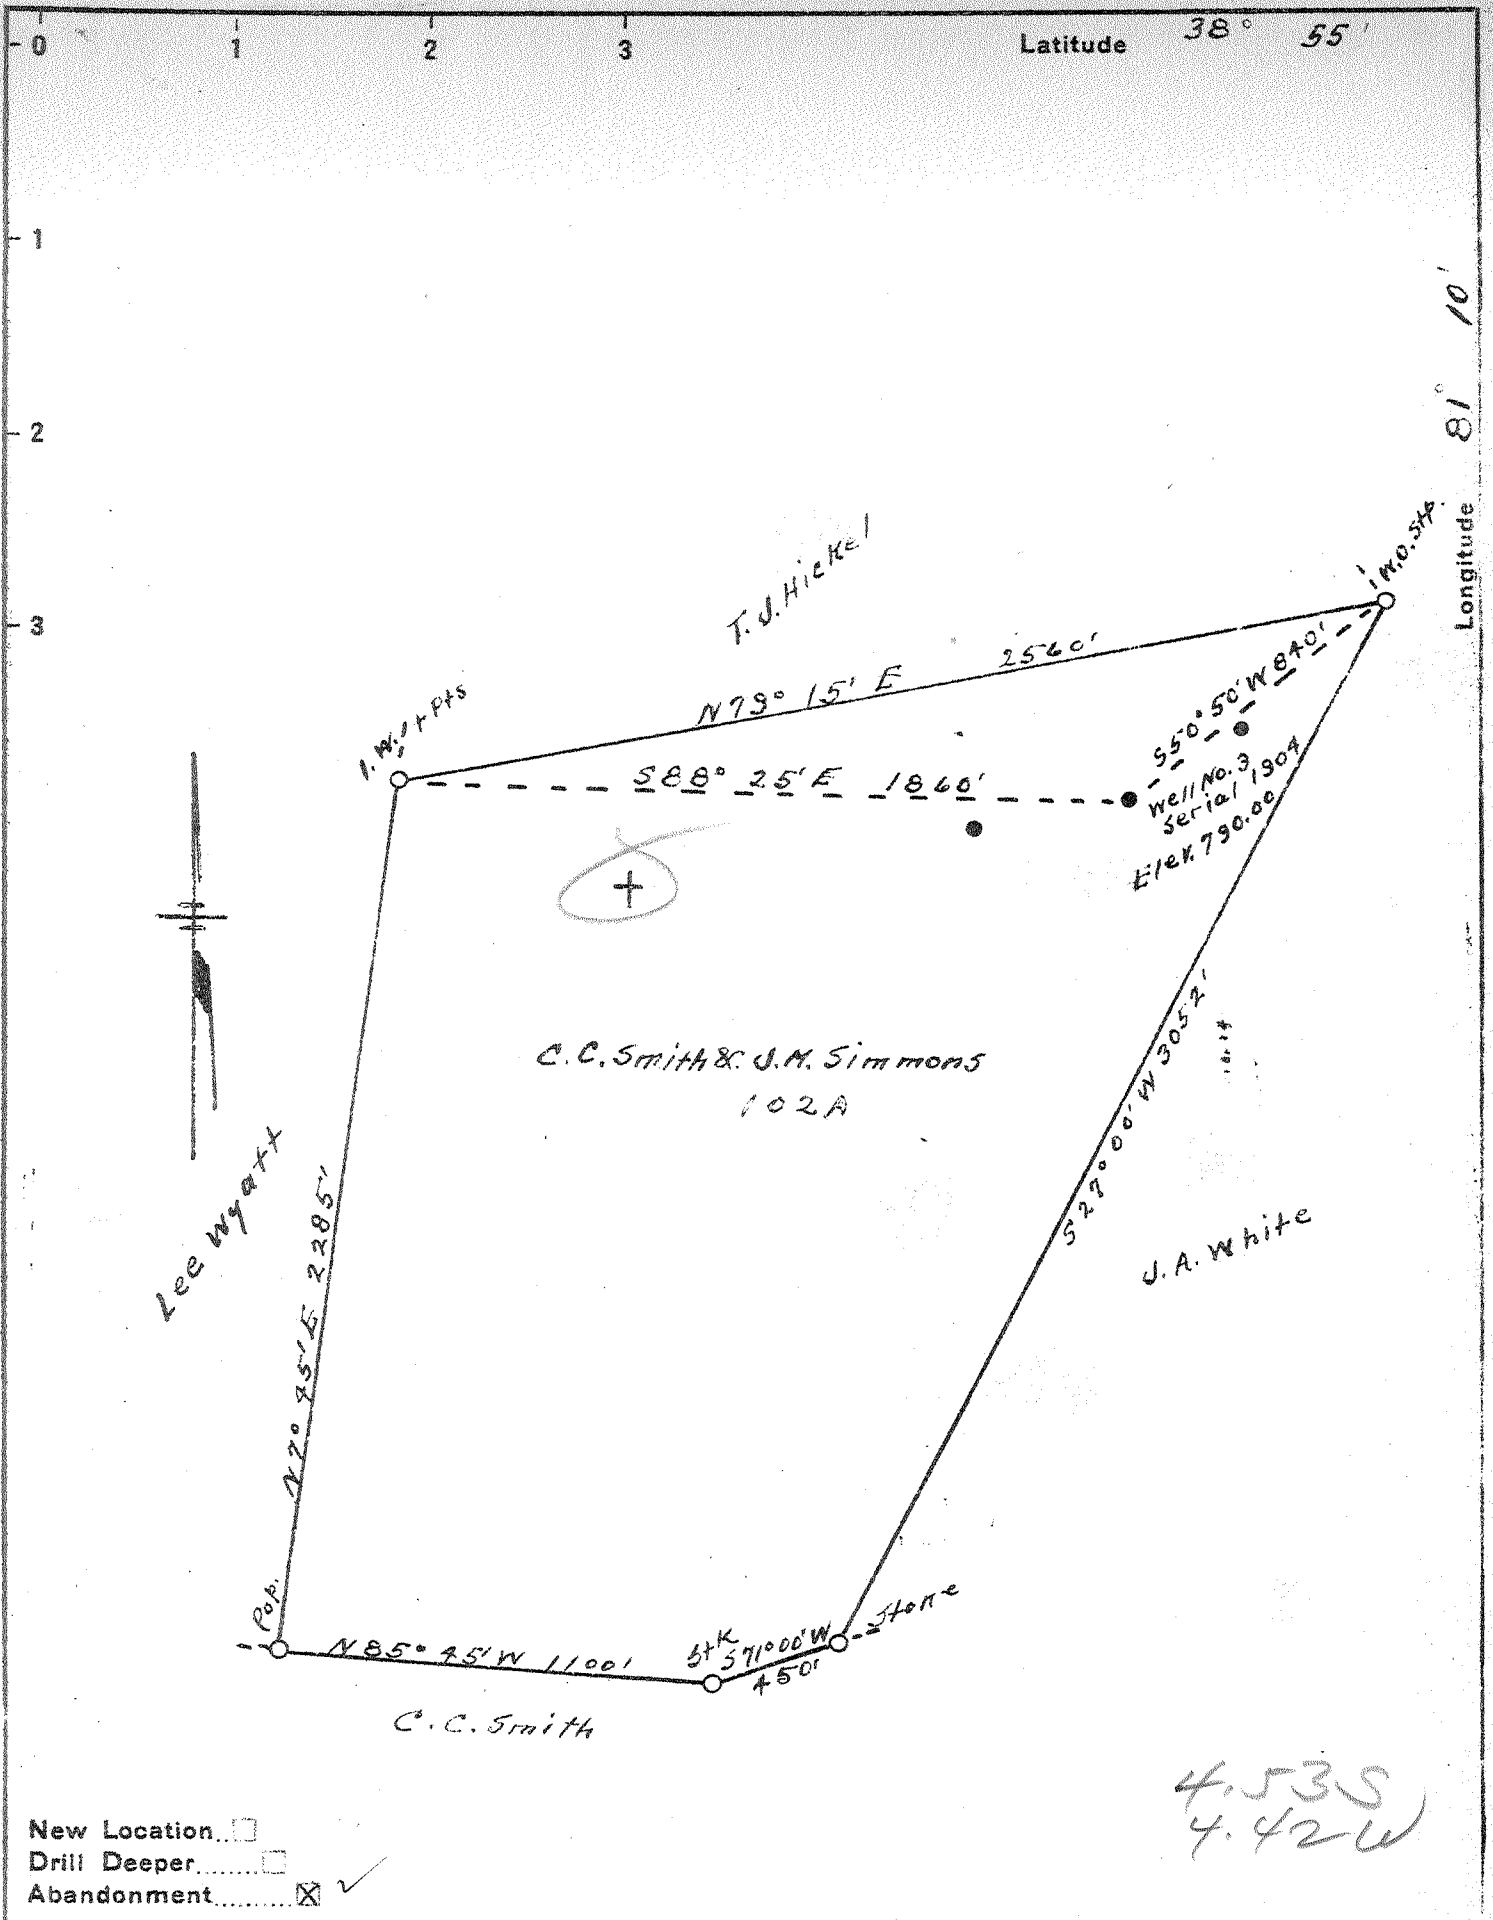 0 1 2 3 Latitude 38° 55'
1
2
3
Longitude 81° 10'
T. J. Hickel
W.O. Stp.
N79° 15' E 2560'
S50° 50' W 840'
S88° 25' E 1860'
Well No. 3
Serial 1904
Elev. 790.00
C.C. Smith & J.M. Simmons
102A
Lee Wyatt
N7° 45' E 2285'
S27° 00' W 3052'
J.A. White
Pop.
N85° 45' W 1100'
Stk
S71° 00' W
450'
Stone
C.C. Smith
4.53 S
4.42 W
New Location
Drill Deeper
Abandonment X